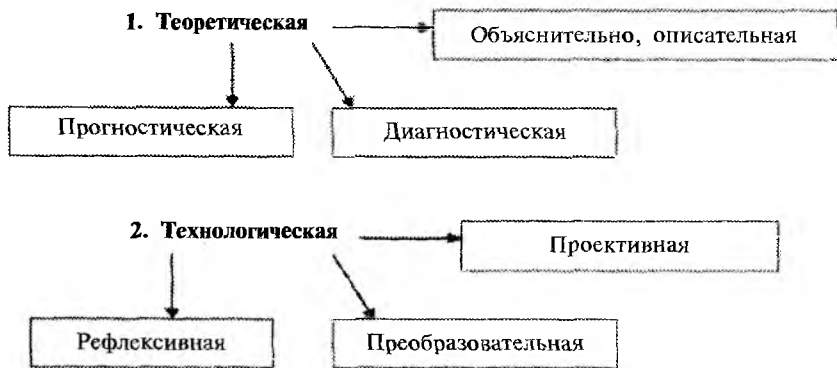 1. Теоретическая
Объяснительно, описательная
Прогностическая
Диагностическая
2. Технологическая
Проективная
Рефлексивная
Преобразовательная